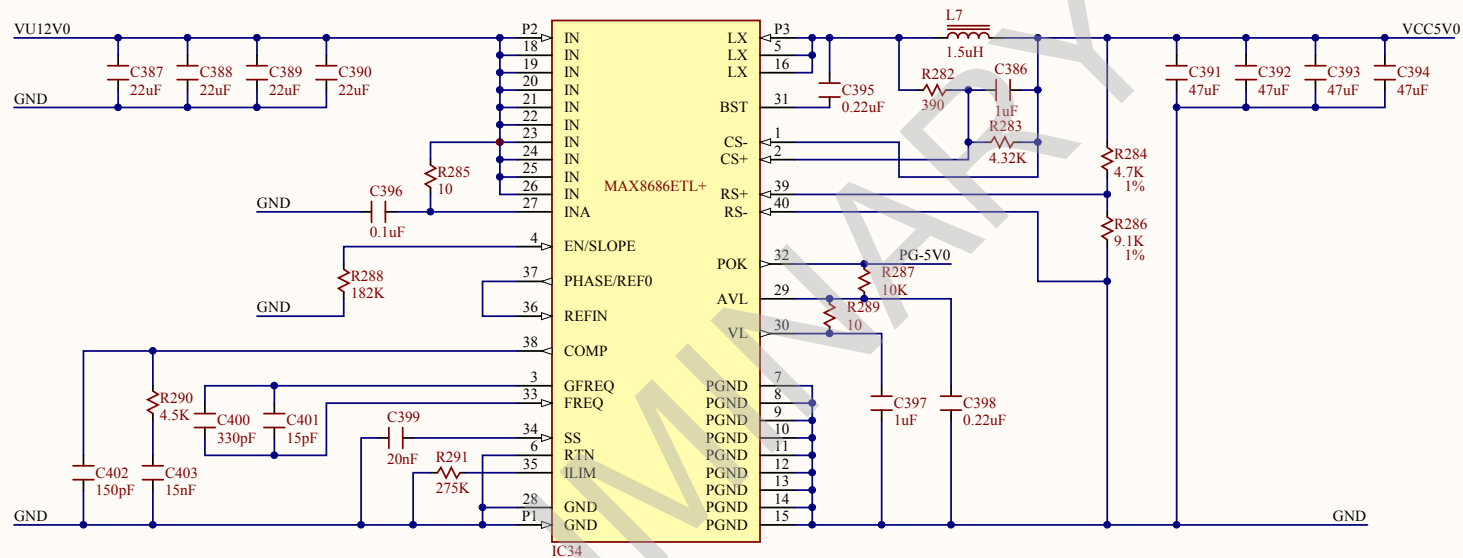 VU12V0
C387
22uF
C388
22uF
C389
22uF
C390
22uF
GND
R285
10
GND
C396
0.1uF
R288
182K
GND
R290
4.5K
C400
330pF
C401
15pF
C399
20nF
R291
275K
C402
150pF
C403
15nF
GND
P2 IN
18 IN
19 IN
20 IN
21 IN
22 IN
23 IN
24 IN
25 IN
26 IN
27 INA
4 EN/SLOPE
37 PHASE/REF0
36 REFIN
38 COMP
3 GFREQ
33 FREQ
34 SS
6 RTN
35 ILIM
28 GND
P1 GND
MAX8686ETL+
IC34
LX P3
LX 5
LX 16
BST 31
CS- 1
CS+ 2
RS+ 39
RS- 40
POK 32
AVL 29
VL 30
PGND 7
PGND 8
PGND 9
PGND 10
PGND 11
PGND 12
PGND 13
PGND 14
PGND 15
L7
1.5uH
VCC5V0
C395
0.22uF
R282
390
C386
1uF
R283
4.32K
C391
47uF
C392
47uF
C393
47uF
C394
47uF
R284
4.7K
1%
R286
9.1K
1%
PG-5V0
R287
10K
R289
10
C397
1uF
C398
0.22uF
GND
IMINARY